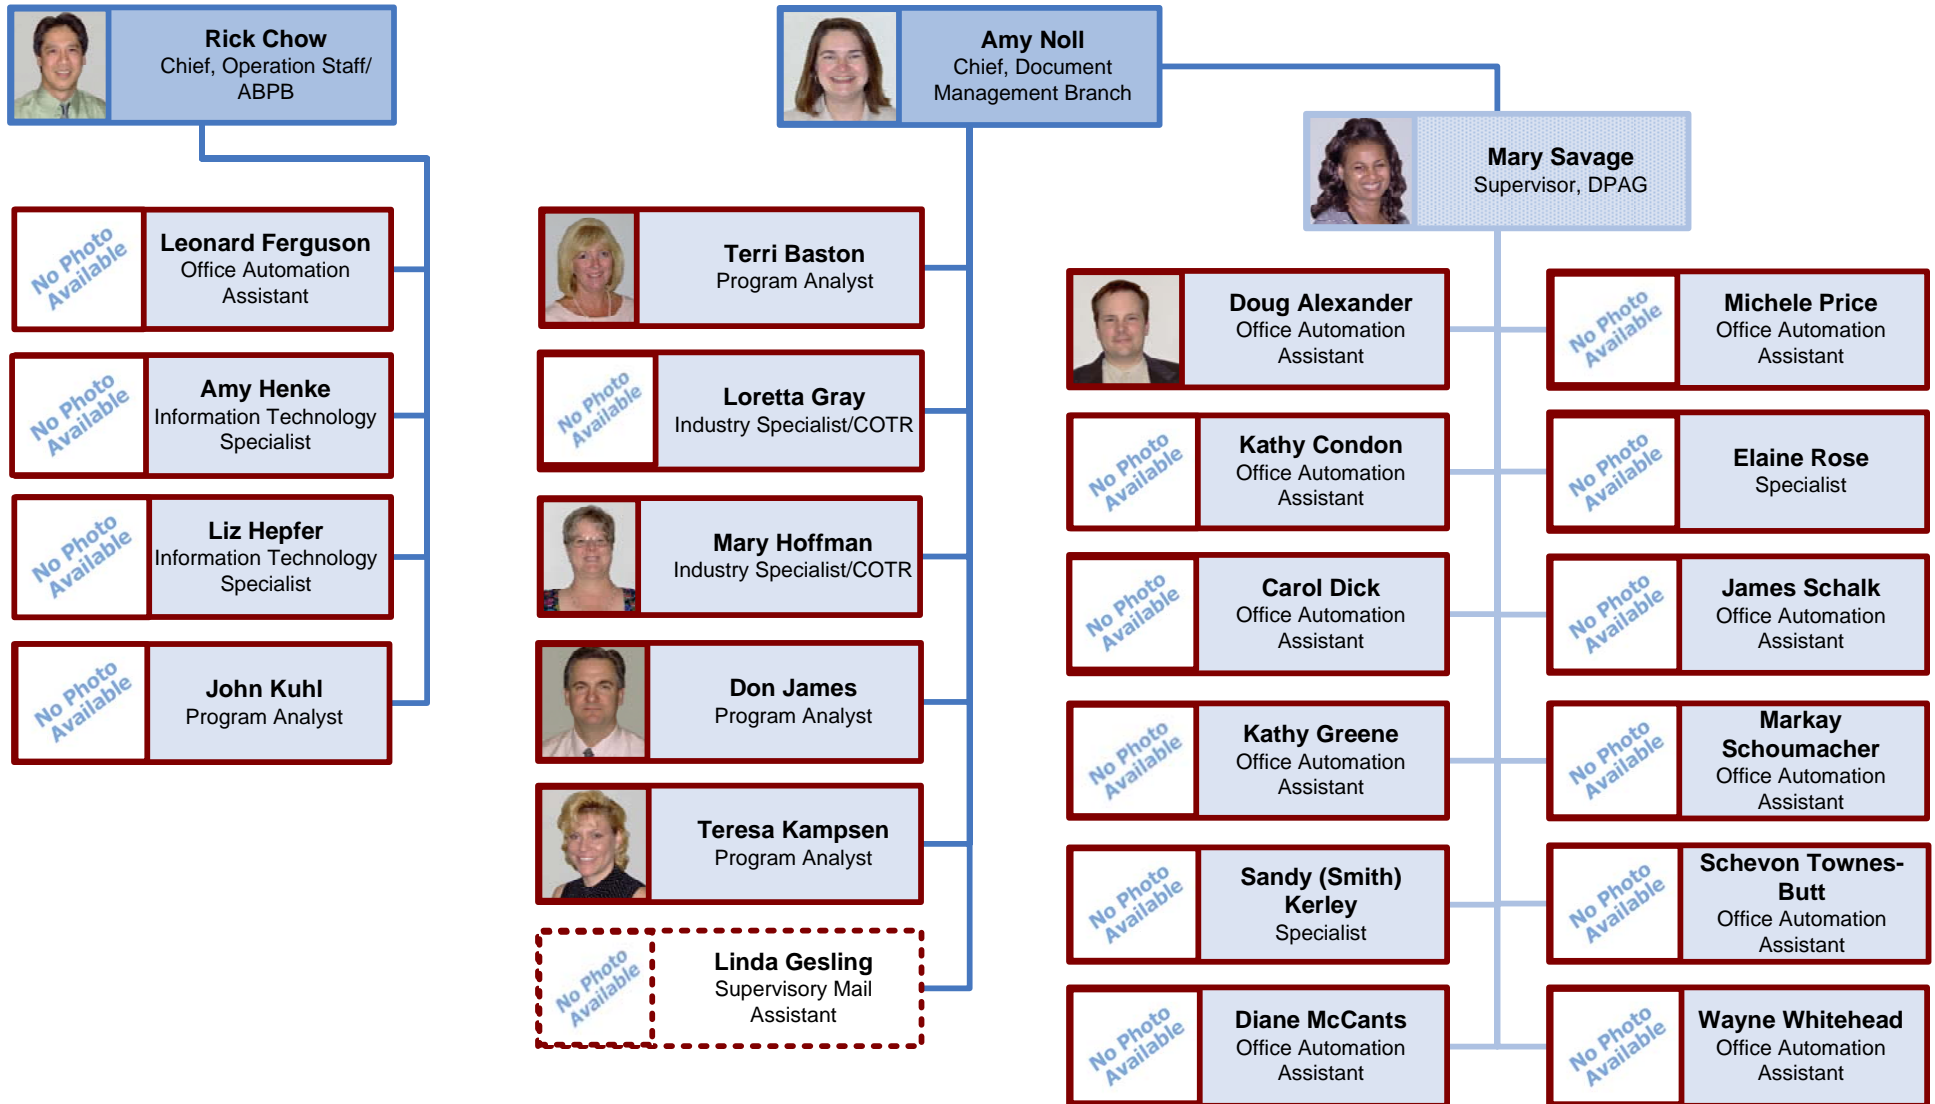 Rick Chow
Chief, Operation Staff/
ABPB
No Photo
Available
Leonard Ferguson
Office Automation
Assistant
No Photo
Available
Amy Henke
Information Technology
Specialist
No Photo
Available
Liz Hepfer
Information Technology
Specialist
No Photo
Available
John Kuhl
Program Analyst
Amy Noll
Chief, Document
Management Branch
Terri Baston
Program Analyst
No Photo
Available
Loretta Gray
Industry Specialist/COTR
Mary Hoffman
Industry Specialist/COTR
Don James
Program Analyst
Teresa Kampsen
Program Analyst
No Photo
Available
Linda Gesling
Supervisory Mail
Assistant
Mary Savage
Supervisor, DPAG
Doug Alexander
Office Automation
Assistant
No Photo
Available
Kathy Condon
Office Automation
Assistant
No Photo
Available
Carol Dick
Office Automation
Assistant
No Photo
Available
Kathy Greene
Office Automation
Assistant
No Photo
Available
Sandy (Smith)
Kerley
Specialist
No Photo
Available
Diane McCants
Office Automation
Assistant
No Photo
Available
Michele Price
Office Automation
Assistant
No Photo
Available
Elaine Rose
Specialist
No Photo
Available
James Schalk
Office Automation
Assistant
No Photo
Available
Markay
Schoumacher
Office Automation
Assistant
No Photo
Available
Schevon Townes-
Butt
Office Automation
Assistant
No Photo
Available
Wayne Whitehead
Office Automation
Assistant